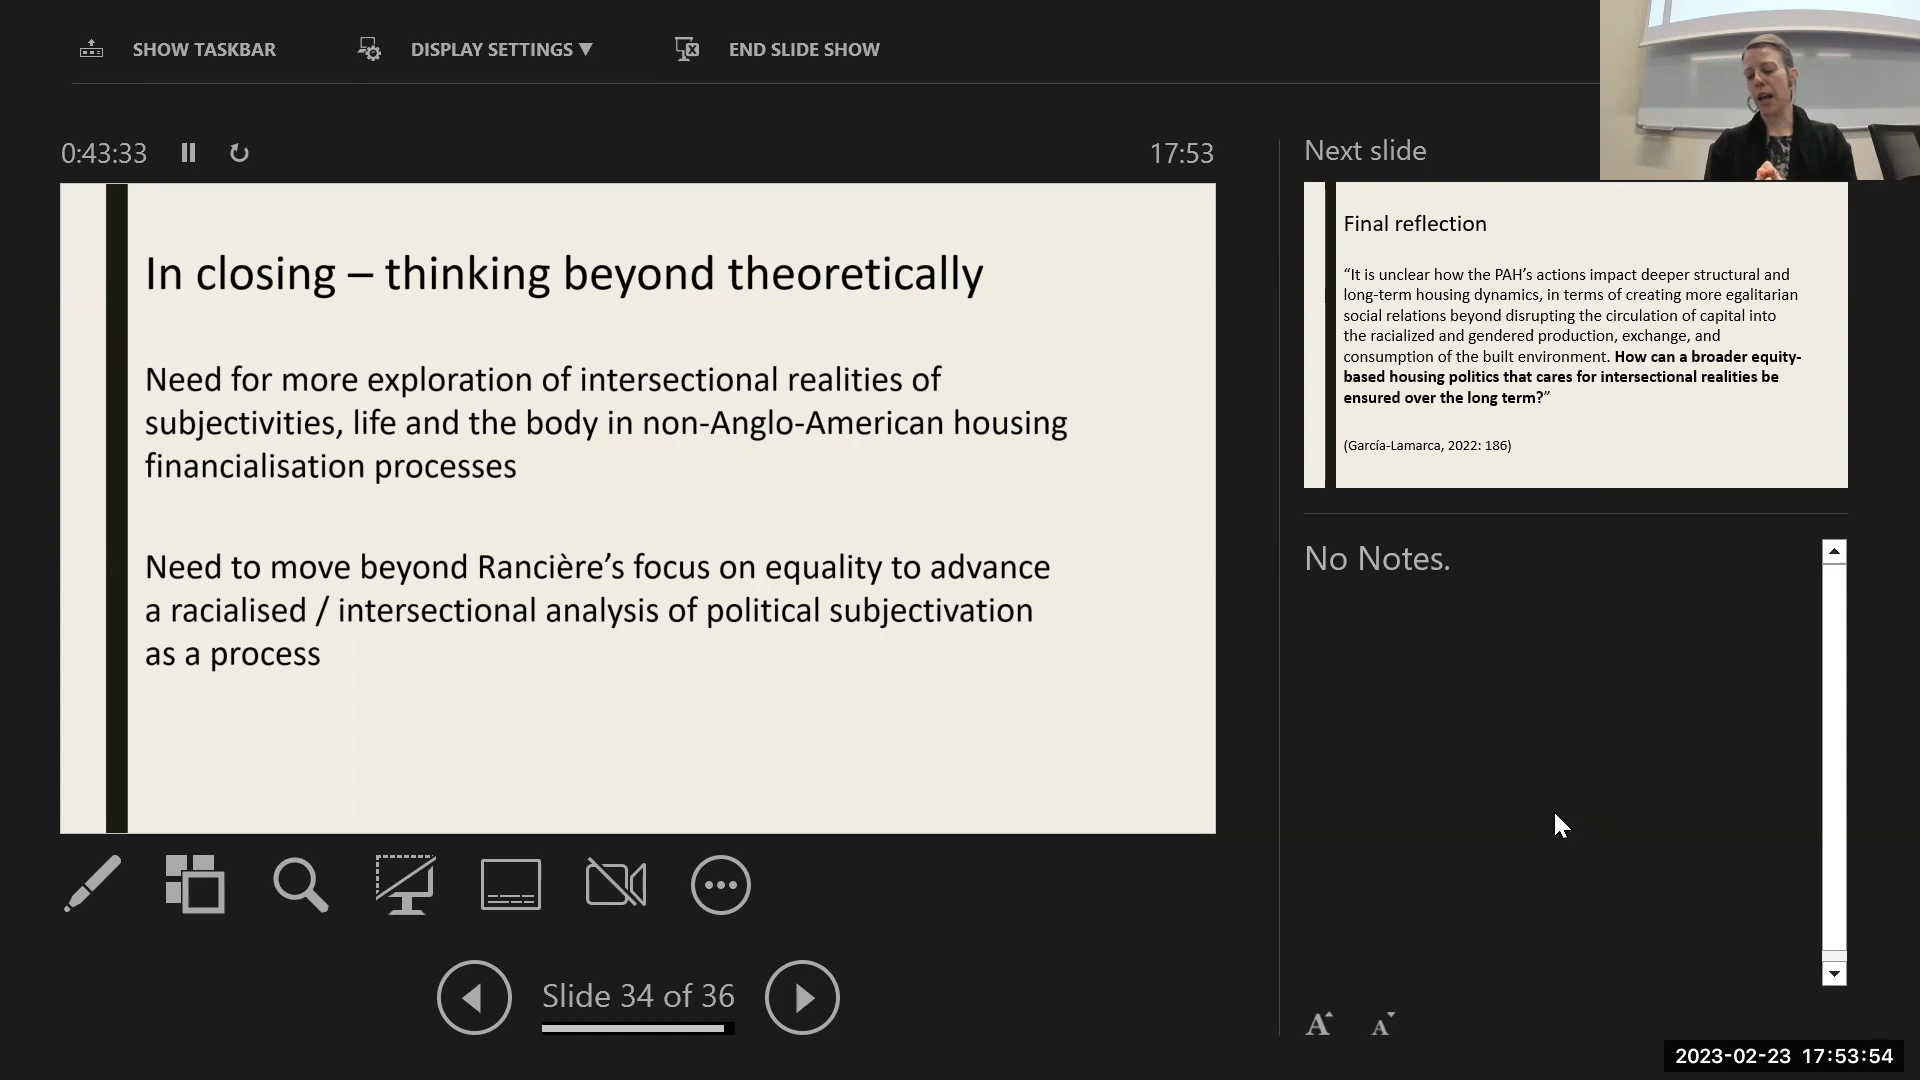 SHOW TASKBAR
DISPLAY SETTINGS ▼
END SLIDE SHOW
0:43:33
17:53
In closing – thinking beyond theoretically
Need for more exploration of intersectional realities of
subjectivities, life and the body in non-Anglo-American housing
financialisation processes
Need to move beyond Rancière’s focus on equality to advance
a racialised / intersectional analysis of political subjectivation
as a process
Slide 34 of 36
Next slide
Final reflection
“It is unclear how the PAH’s actions impact deeper structural and
long-term housing dynamics, in terms of creating more egalitarian
social relations beyond disrupting the circulation of capital into
the racialized and gendered production, exchange, and
consumption of the built environment. How can a broader equity-
based housing politics that cares for intersectional realities be
ensured over the long term?”
(García-Lamarca, 2022: 186)
No Notes.
A A
2023-02-23 17:53:54